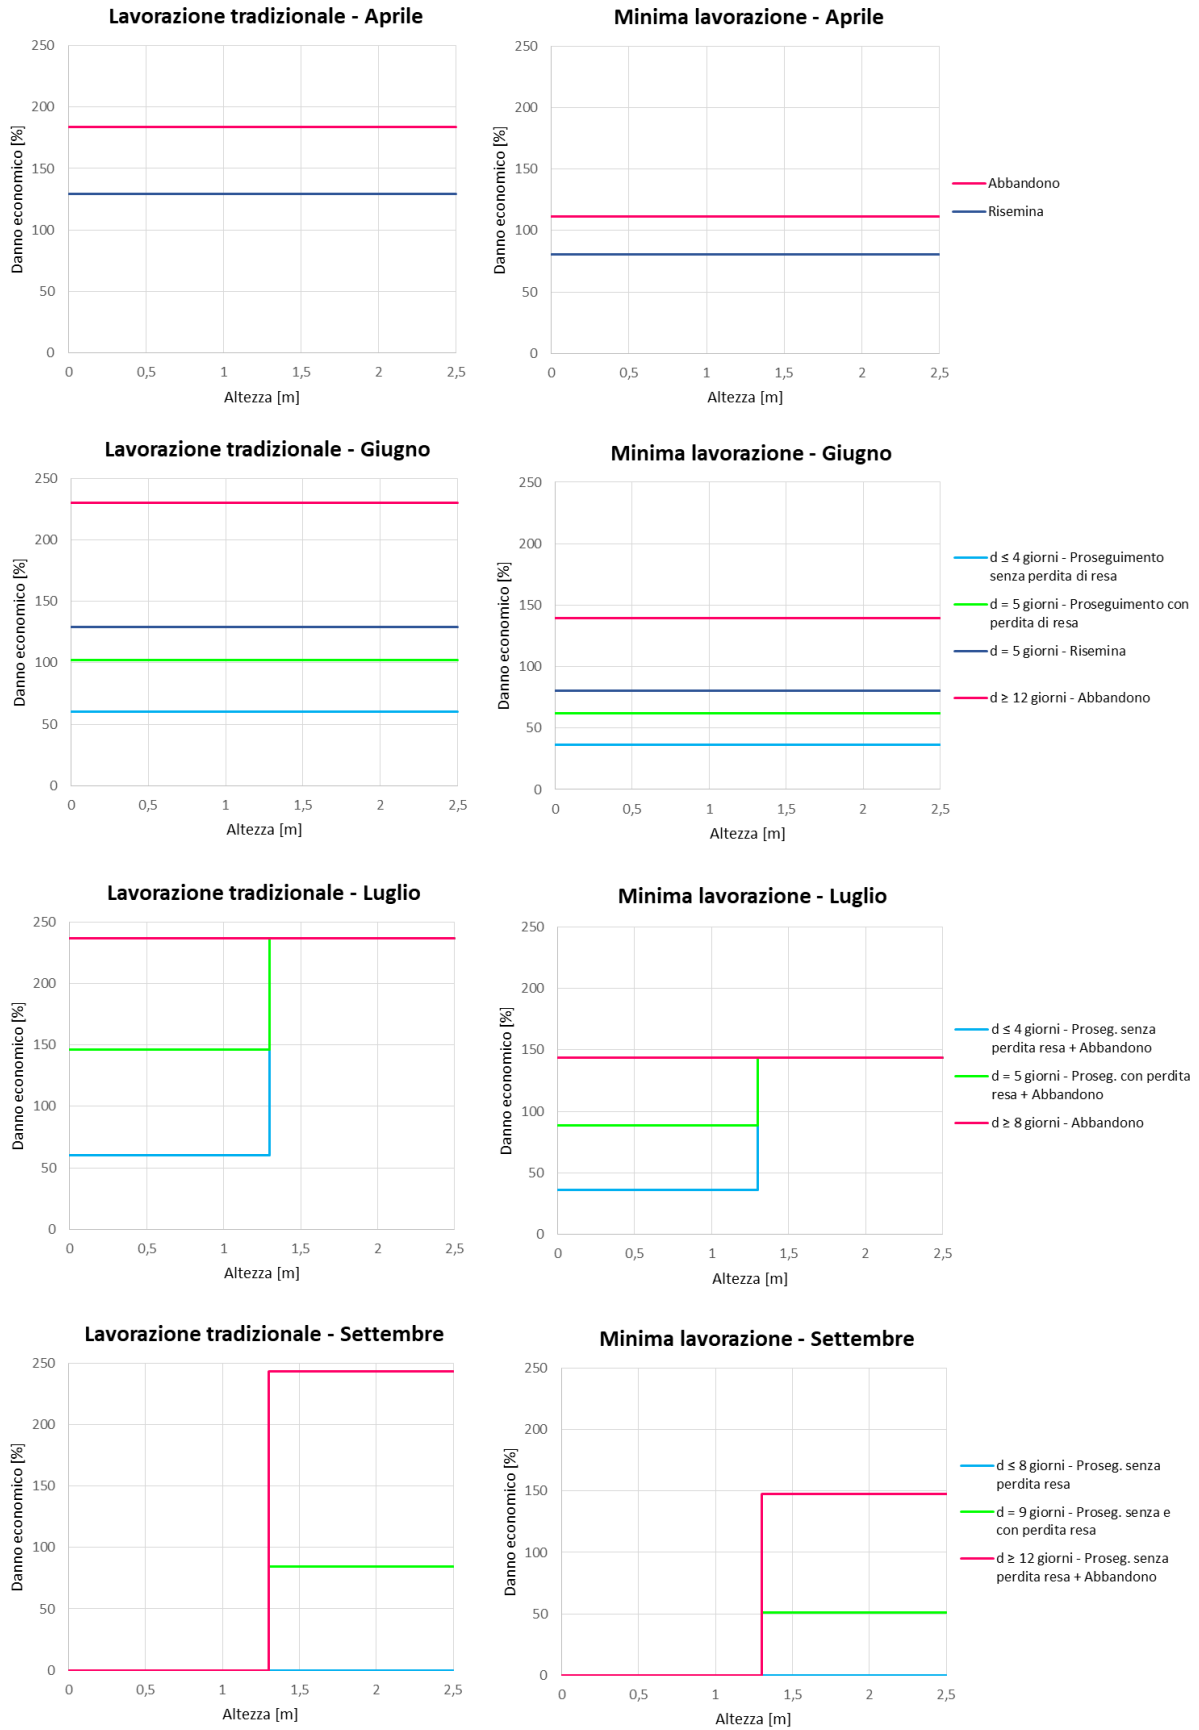 Lavorazione tradizionale - Aprile
Danno economico [%]
250
200
150
100
50
0
0
0,5
1
1,5
2
2,5
Altezza [m]
Minima lavorazione - Aprile
Danno economico [%]
250
200
150
100
50
0
0
0,5
1
1,5
2
2,5
Altezza [m]
Abbandono
Risemina
Lavorazione tradizionale - Giugno
Danno economico [%]
250
200
150
100
50
0
0
0,5
1
1,5
2
2,5
Altezza [m]
Minima lavorazione - Giugno
Danno economico [%]
250
200
150
100
50
0
0
0,5
1
1,5
2
2,5
Altezza [m]
d ≤ 4 giorni - Proseguimento
senza perdita di resa
d = 5 giorni - Proseguimento con
perdita di resa
d = 5 giorni - Risemina
d ≥ 12 giorni - Abbandono
Lavorazione tradizionale - Luglio
Danno economico [%]
250
200
150
100
50
0
0
0,5
1
1,5
2
2,5
Altezza [m]
Minima lavorazione - Luglio
Danno economico [%]
250
200
150
100
50
0
0
0,5
1
1,5
2
2,5
Altezza [m]
d ≤ 4 giorni - Proseg. senza
perdita resa + Abbandono
d = 5 giorni - Proseg. con perdita
resa + Abbandono
d ≥ 8 giorni - Abbandono
Lavorazione tradizionale - Settembre
Danno economico [%]
250
200
150
100
50
0
0
0,5
1
1,5
2
2,5
Altezza [m]
Minima lavorazione - Settembre
Danno economico [%]
250
200
150
100
50
0
0
0,5
1
1,5
2
2,5
Altezza [m]
d ≤ 8 giorni - Proseg. senza
perdita resa
d = 9 giorni - Proseg. senza e
con perdita resa
d ≥ 12 giorni - Proseg. senza
perdita resa + Abbandono